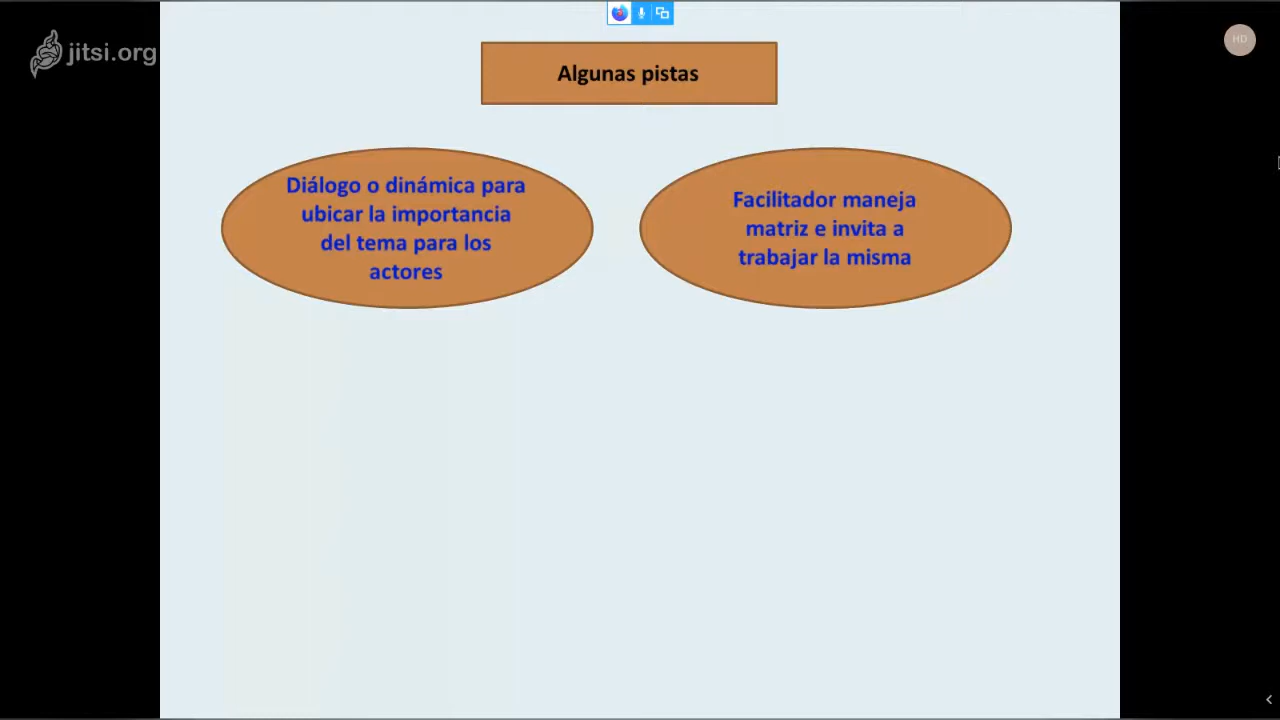 jitsi.org
HD
Algunas pistas
Diálogo o dinámica para
ubicar la importancia
del tema para los
actores
Facilitador maneja
matriz e invita a
trabajar la misma